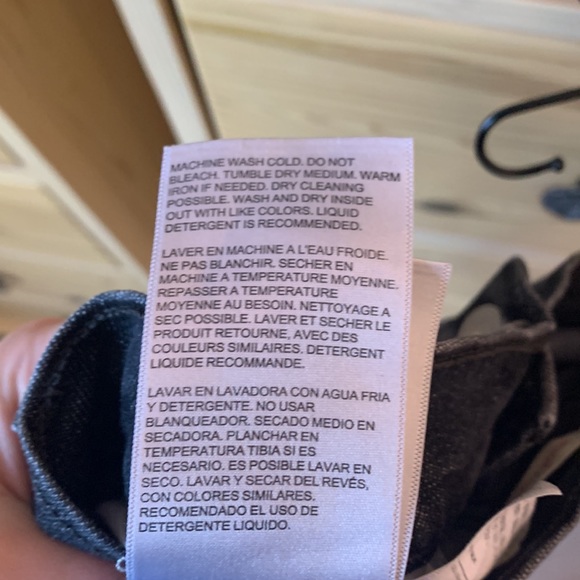 MACHINE WASH COLD. DO NOT
BLEACH. TUMBLE DRY MEDIUM. WARM
IRON IF NEEDED. DRY CLEANING
POSSIBLE. WASH AND DRY INSIDE
OUT WITH LIKE COLORS. LIQUID
DETERGENT IS RECOMMENDED.
LAVER EN MACHINE A L'EAU FROIDE.
NE PAS BLANCHIR. SECHER EN
MACHINE A TEMPERATURE MOYENNE.
REPASSER A TEMPERATURE
MOYENNE AU BESOIN. NETTOYAGE A
SEC POSSIBLE. LAVER ET SECHER LE
PRODUIT RETOURNE, AVEC DES
COULEURS SIMILAIRES. DETERGENT
LIQUIDE RECOMMANDE.
LAVAR EN LAVADORA CON AGUA FRIA
Y DETERGENTE. NO USAR
BLANQUEADOR. SECADO MEDIO EN
SECADORA. PLANCHAR EN
TEMPERATURA TIBIA SI ES
NECESARIO. ES POSIBLE LAVAR EN
SECO. LAVAR Y SECAR DEL REVÉS,
CON COLORES SIMILARES.
RECOMENDADO EL USO DE
DETERGENTE LIQUIDO.